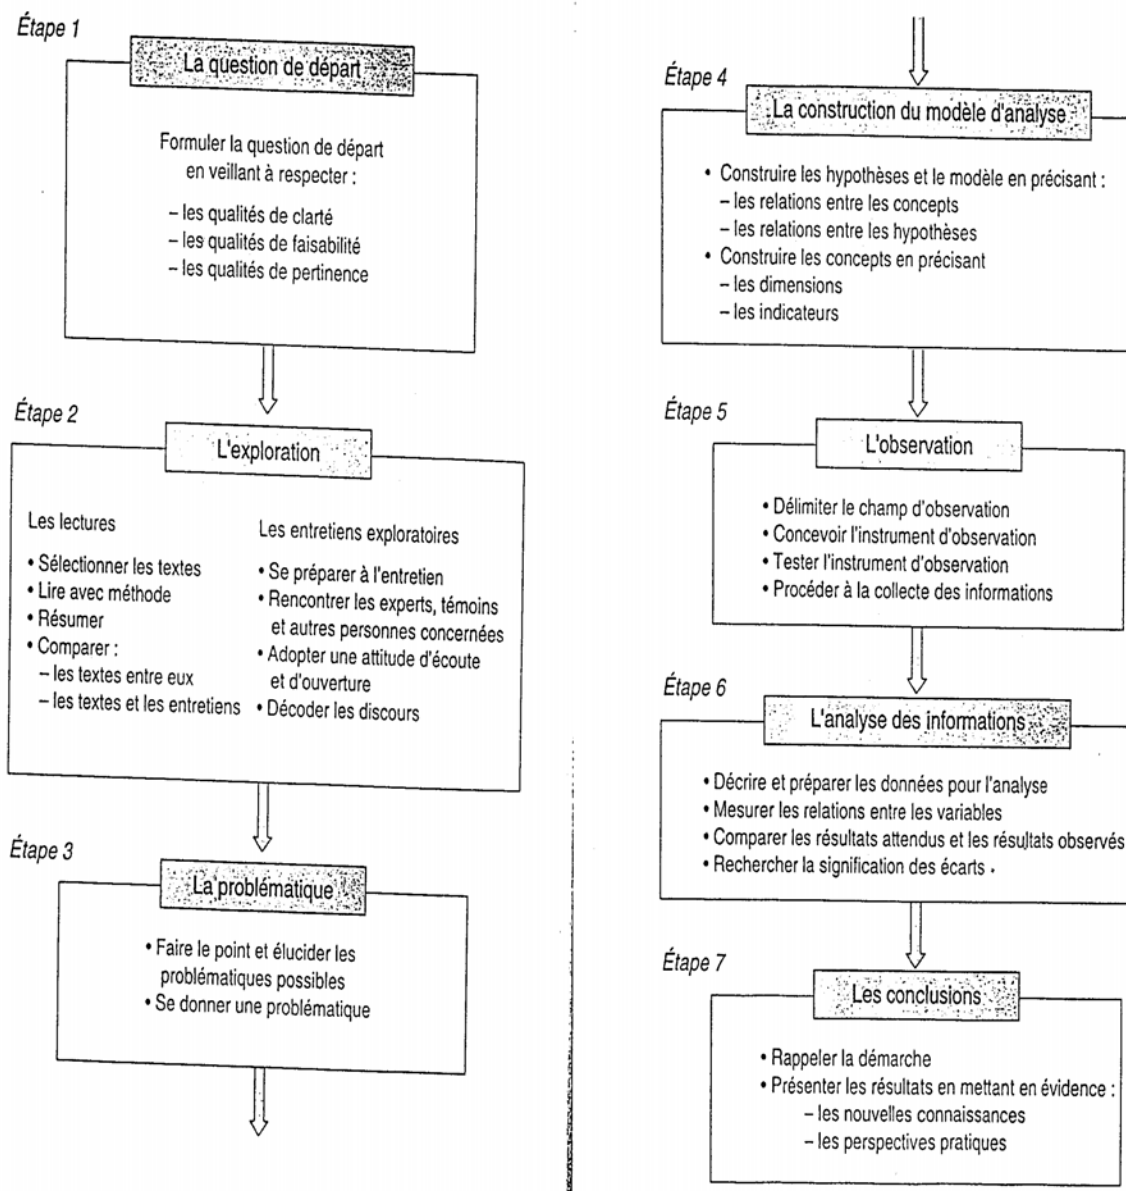 Étape 1
La question de départ
Formuler la question de départ
en veillant à respecter :
– les qualités de clarté
– les qualités de faisabilité
– les qualités de pertinence
Étape 2
L'exploration
Les lectures
• Sélectionner les textes
• Lire avec méthode
• Résumer
• Comparer :
– les textes entre eux
– les textes et les entretiens
Les entretiens exploratoires
• Se préparer à l'entretien
• Rencontrer les experts, témoins
et autres personnes concernées
• Adopter une attitude d'écoute
et d'ouverture
• Décoder les discours
Étape 3
La problématique
• Faire le point et élucider les
problématiques possibles
• Se donner une problématique
Étape 4
La construction du modèle d'analyse
• Construire les hypothèses et le modèle en précisant :
– les relations entre les concepts
– les relations entre les hypothèses
• Construire les concepts en précisant
– les dimensions
– les indicateurs
Étape 5
L'observation
• Délimiter le champ d'observation
• Concevoir l'instrument d'observation
• Tester l'instrument d'observation
• Procéder à la collecte des informations
Étape 6
L'analyse des informations
• Décrire et préparer les données pour l'analyse
• Mesurer les relations entre les variables
• Comparer les résultats attendus et les résultats observés
• Rechercher la signification des écarts
Étape 7
Les conclusions
• Rappeler la démarche
• Présenter les résultats en mettant en évidence :
– les nouvelles connaissances
– les perspectives pratiques